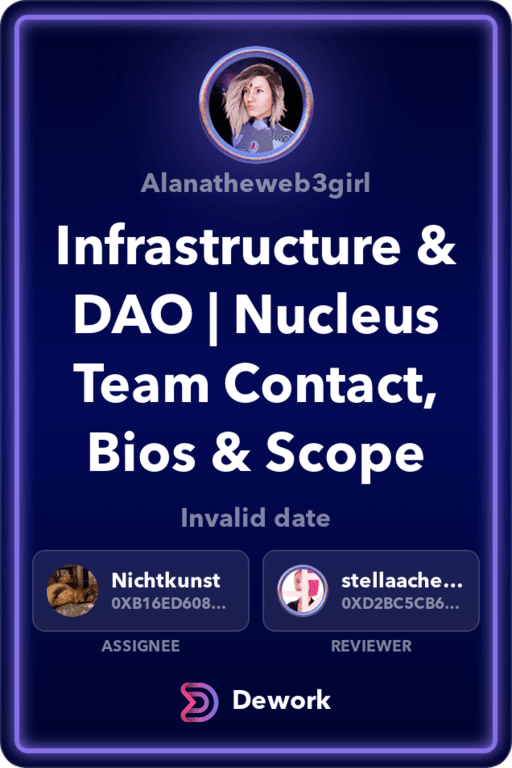 Alanatheweb3girl
Infrastructure &
DAO | Nucleus
Team Contact,
Bios & Scope
Invalid date
Nichtkunst
0XB16ED608...
ASSIGNEE
stellaache...
0XD2BC5CB6...
REVIEWER
Dework